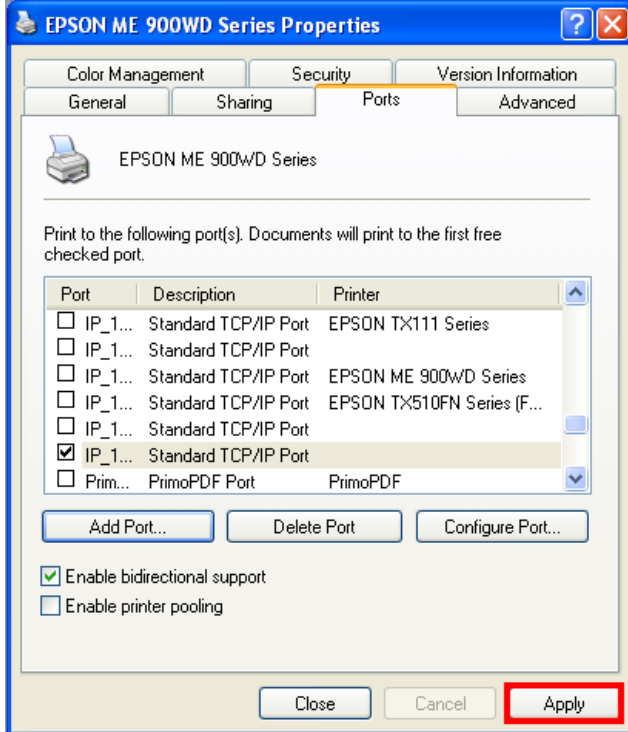 EPSON ME 900WD Series Properties
Color Management Security Version Information
General Sharing Ports Advanced
EPSON ME 900WD Series
Print to the following port(s). Documents will print to the first free
checked port.
Port Description Printer
IP_1... Standard TCP/IP Port EPSON TX111 Series
IP_1... Standard TCP/IP Port
IP_1... Standard TCP/IP Port EPSON ME 900WD Series
IP_1... Standard TCP/IP Port EPSON TX510FN Series (F...
IP_1... Standard TCP/IP Port
IP_1... Standard TCP/IP Port
Prim... PrimoPDF Port PrimoPDF
Add Port... Delete Port Configure Port...
Enable bidirectional support
Enable printer pooling
Close Cancel Apply